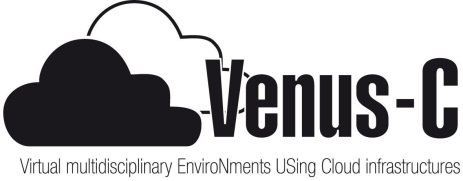 Venus-C
Virtual multidisciplinary EnviroNments USing Cloud infrastructures